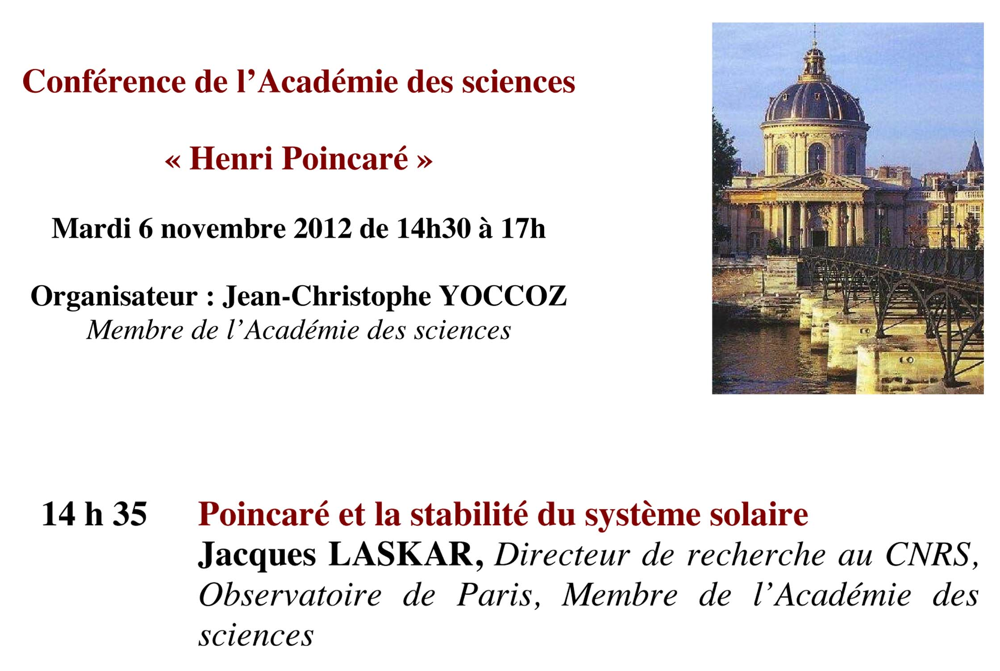 Conférence de l’Académie des sciences
« Henri Poincaré »
Mardi 6 novembre 2012 de 14h30 à 17h
Organisateur : Jean-Christophe YOCCOZ
Membre de l’Académie des sciences
14 h 35 Poincaré et la stabilité du système solaire
Jacques LASKAR, Directeur de recherche au CNRS,
Observatoire de Paris, Membre de l’Académie des
sciences